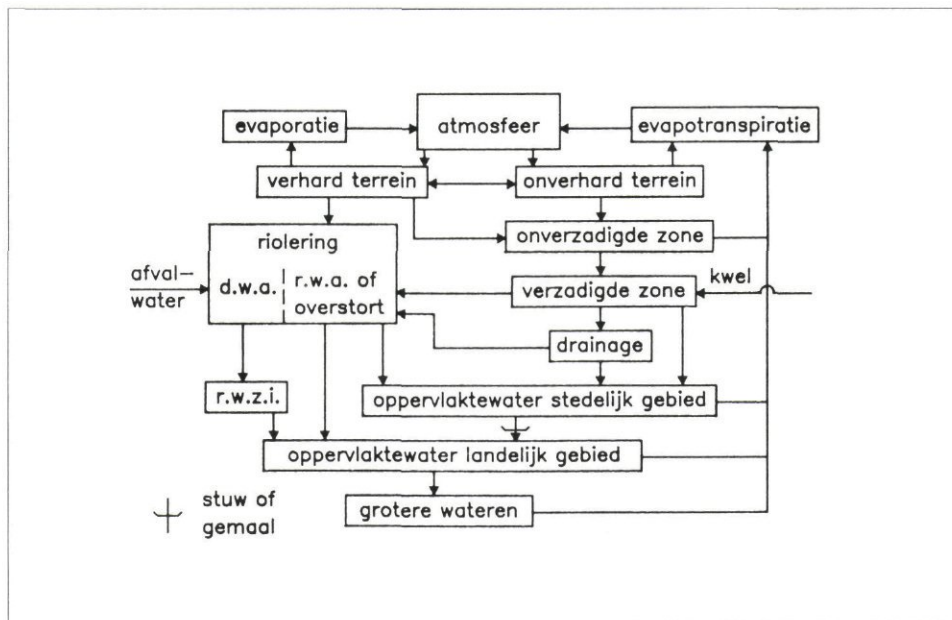 evaporatie
atmosfeer
evapotranspiratie
verhard terrein
onverhard terrein
riolering
onverzadigde zone
afval-
water
d.w.a.
r.w.a. of
overstort
verzadigde zone
kwel
drainage
r.w.z.i.
oppervlaktewater stedelijk gebied
oppervlaktewater landelijk gebied
stuw of
gemaal
grotere wateren